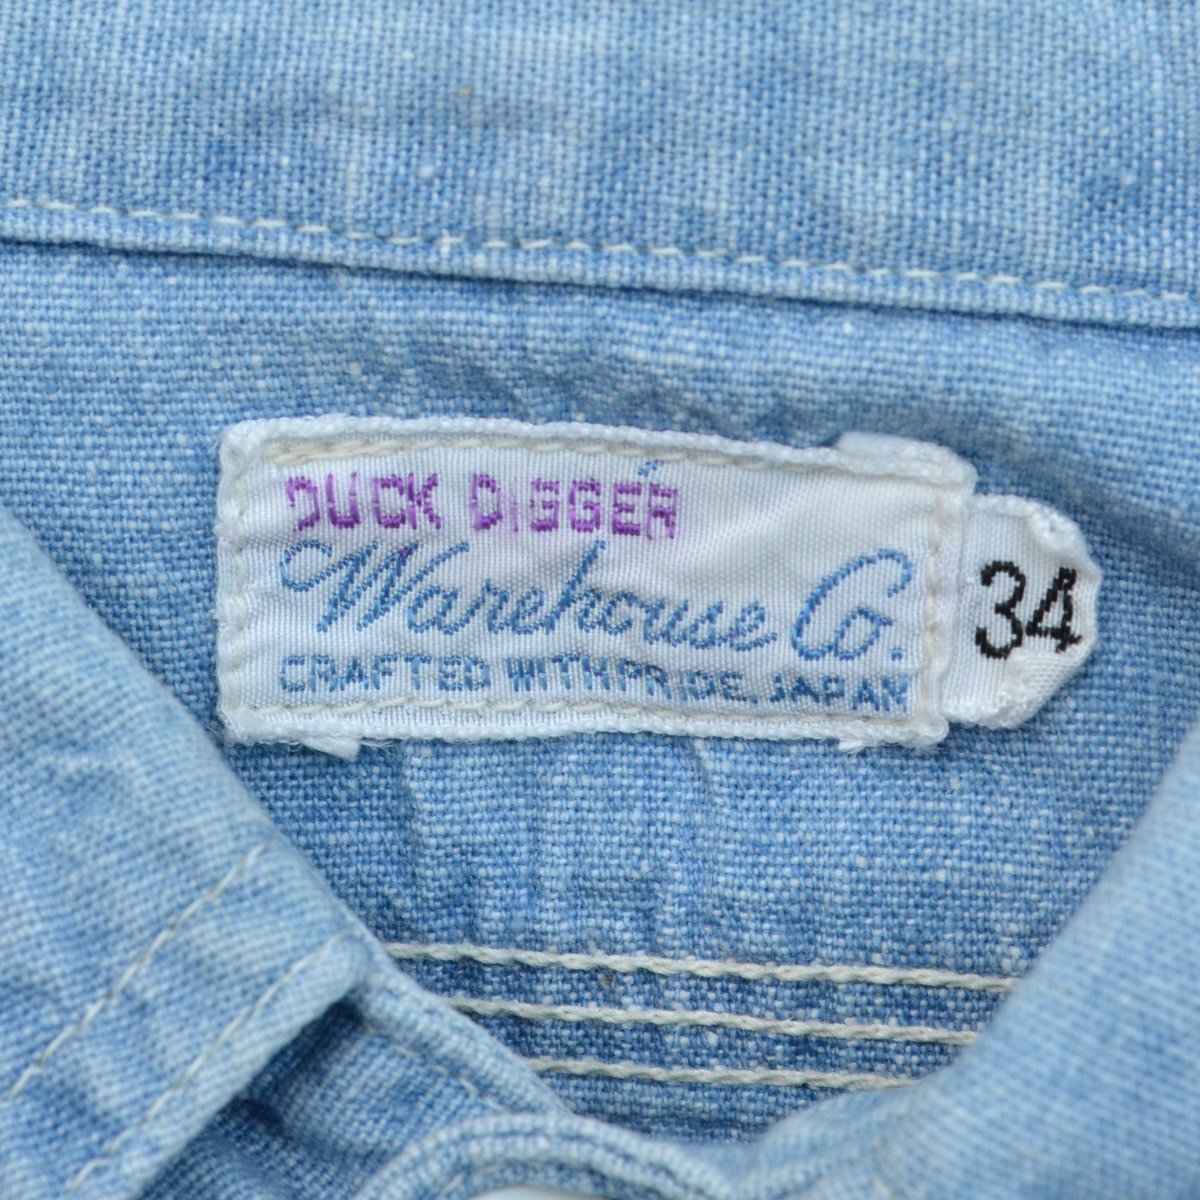 DUCK DIGGER
Warehouse Co.
CRAFTED WITH PRIDE, JAPAN
34